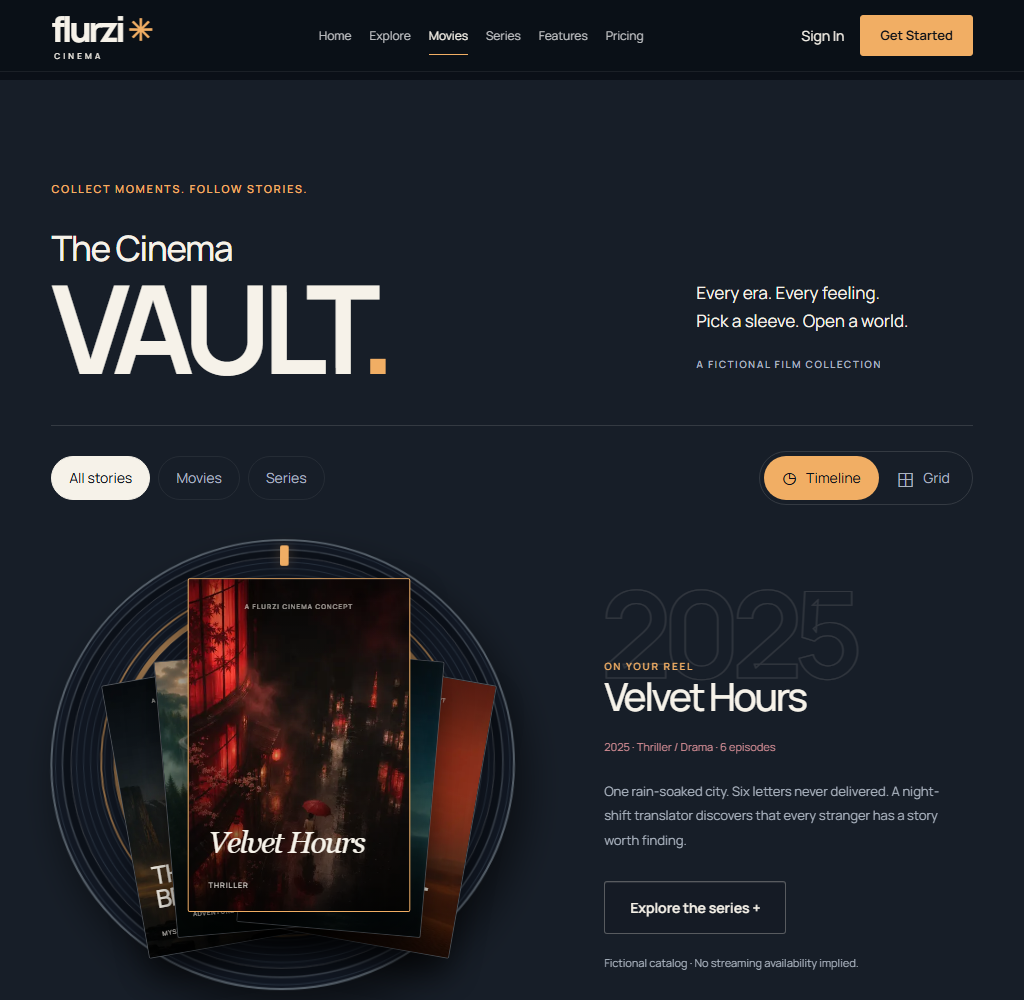 flurzi
CINEMA
Home Explore Movies Series Features Pricing
Sign In
Get Started
COLLECT MOMENTS. FOLLOW STORIES.
The Cinema
VAULT.
Every era. Every feeling.
Pick a sleeve. Open a world.
A FICTIONAL FILM COLLECTION
All stories
Movies
Series
Timeline
Grid
A FLURZI CINEMA CONCEPT
Velvet Hours
THRILLER
2025
ON YOUR REEL
Velvet Hours
2025 · Thriller / Drama · 6 episodes
One rain-soaked city. Six letters never delivered. A night-
shift translator discovers that every stranger has a story
worth finding.
Explore the series +
Fictional catalog · No streaming availability implied.